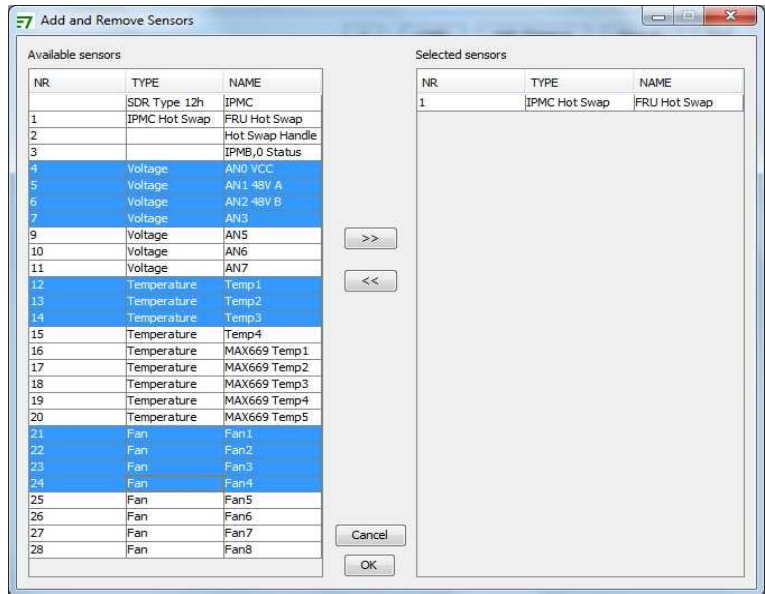 Add and Remove Sensors
Available sensors
NR TYPE NAME
SDR Type 12h IPMC
1 IPMC Hot Swap FRU Hot Swap
2 Hot Swap Handle
3 IPMB,0 Status
4 Voltage AN0 VCC
5 Voltage AN1 48V A
6 Voltage AN2 48V B
7 Voltage AN3
9 Voltage AN5
10 Voltage AN6
11 Voltage AN7
12 Temperature Temp1
13 Temperature Temp2
14 Temperature Temp3
15 Temperature Temp4
16 Temperature MAX669 Temp1
17 Temperature MAX669 Temp2
18 Temperature MAX669 Temp3
19 Temperature MAX669 Temp4
20 Temperature MAX669 Temp5
21 Fan Fan1
22 Fan Fan2
23 Fan Fan3
24 Fan Fan4
25 Fan Fan5
26 Fan Fan6
27 Fan Fan7
28 Fan Fan8
>>
<<
Cancel
OK
Selected sensors
NR TYPE NAME
1 IPMC Hot Swap FRU Hot Swap